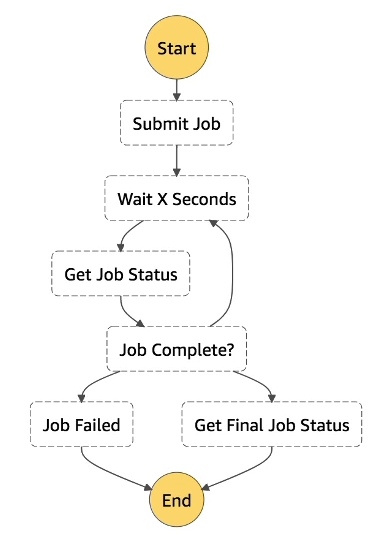 Start
Submit Job
Wait X Seconds
Get Job Status
Job Complete?
Job Failed
Get Final Job Status
End